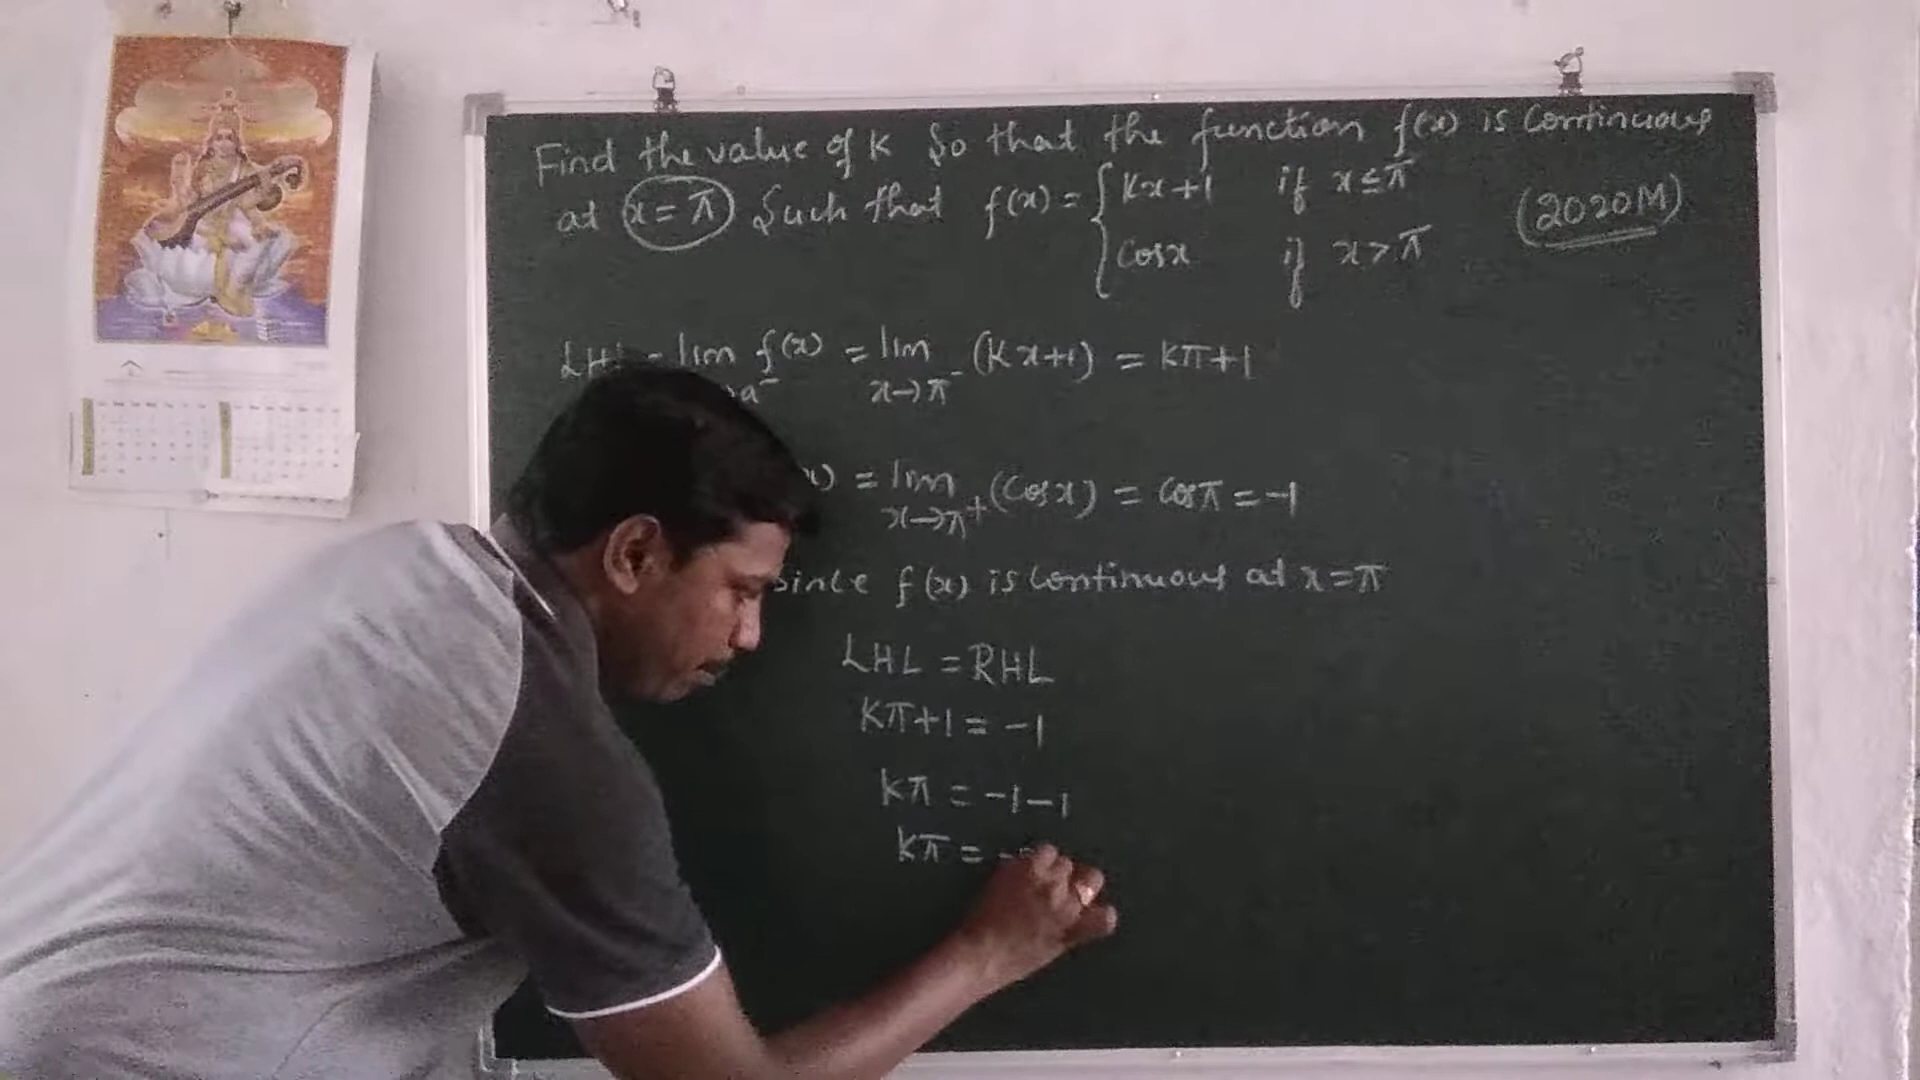 Find the value of K So that the function f(x) is Continuous
at x=π Such that f(x) = { Kx+1 if x≤π
(2020M)
Cosx if x>π
LHL = lim f(x) = lim (Kx+1) = Kπ+1
a⁻ x→π⁻
= lim (Cosx) = Cosπ = -1
x→π⁺
Since f(x) is Continuous at x=π
LHL = RHL
Kπ+1 = -1
Kπ = -1-1
Kπ = -